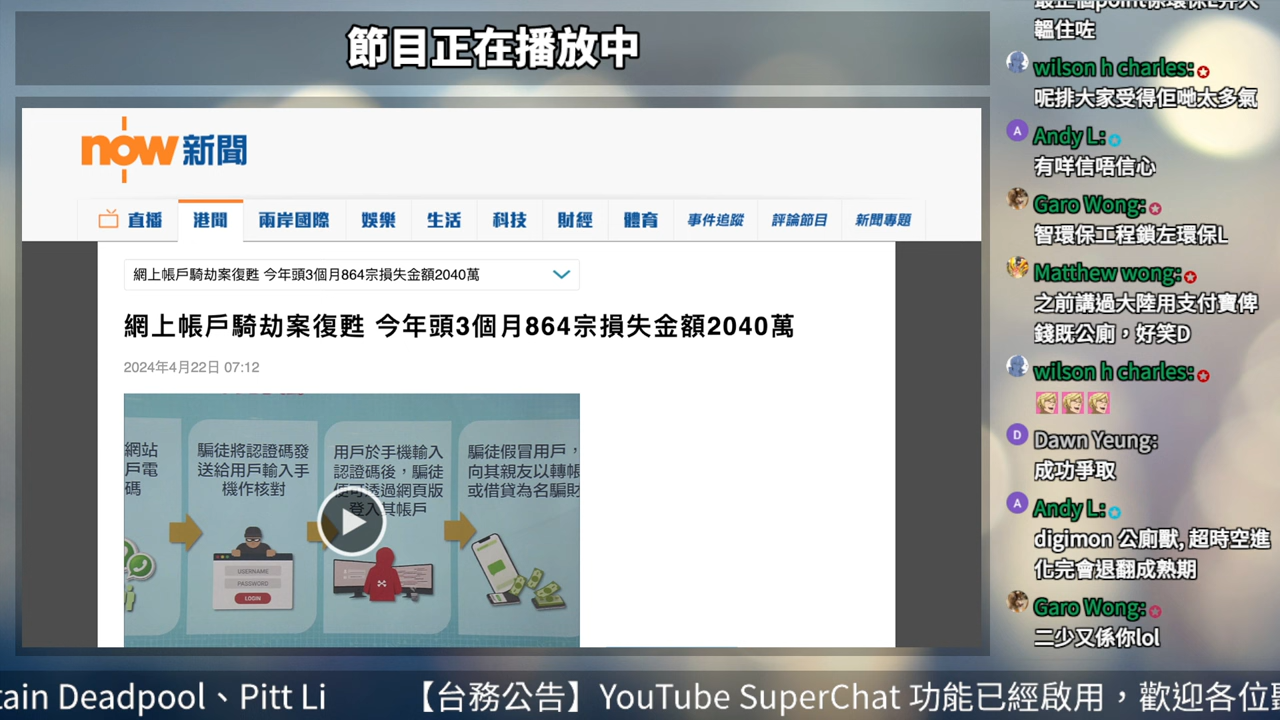 節目正在播放中
now 新聞
直播 港聞 兩岸國際 娛樂 生活 科技 財經 體育 事件追蹤 評論節目 新聞專題
網上帳戶騎劫案復甦 今年頭3個月864宗損失金額2040萬
網上帳戶騎劫案復甦 今年頭3個月864宗損失金額2040萬
2024年4月22日 07:12
網站
戶電
碼
騙徒將認證碼發
送給用戶輸入手
機作核對
用戶於手機輸入
認證碼後，騙徒
便可透過網頁版
登入其帳戶
騙徒假冒用戶，
向其親友以轉帳
或借貸為名騙財
USERNAME
PASSWORD
LOGIN
韞住咗
wilson h charles:
呢排大家受得佢哋太多氣
A
Andy L:
有咩信唔信心
Garo Wong:
智環保工程鎖左環保L
Matthew wong:
之前講過大陸用支付寶俾
錢既公廁，好笑D
wilson h charles:
D
Dawn Yeung:
成功爭取
A
Andy L:
digimon 公廁獸, 超時空進
化完會退翻成熟期
Garo Wong:
二少又係你lol
tain Deadpool、Pitt Li 【台務公告】YouTube SuperChat 功能已經啟用，歡迎各位